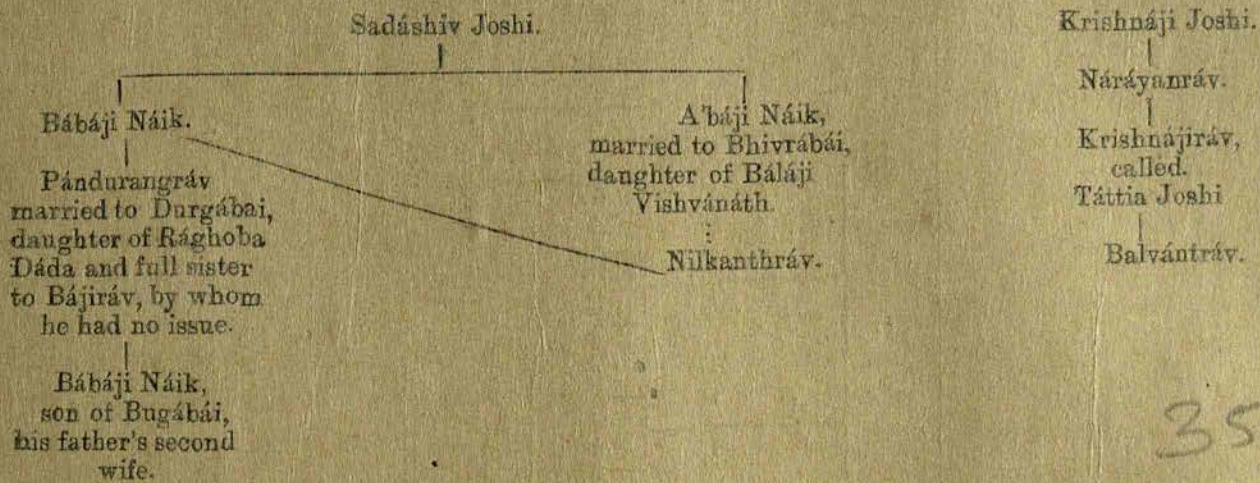 Sadáshiv Joshi.
Bábáji Náik.
Pándurangráv
married to Durgábai,
daughter of Rághoba
Dáda and full sister
to Bájiráv, by whom
he had no issue.
Bábáji Náik,
son of Bugábái,
his father's second
wife.
A'báji Náik,
married to Bhivrábái,
daughter of Báláji
Vishvánáth.
Nilkanthráv.
Krishnáji Joshi.
Náráyanráv.
Krishnájiráv,
called.
Táttia Joshi
Balvántráv.
35